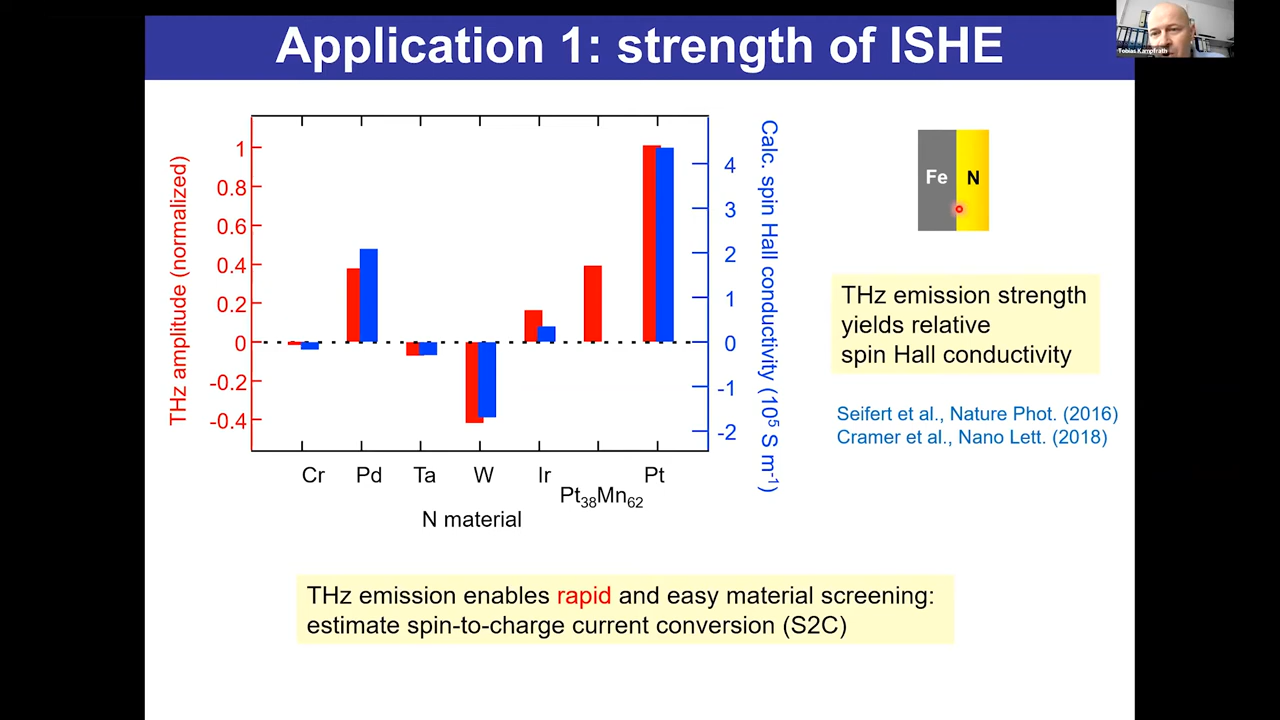 Application 1: strength of ISHE
Tobias Kampfrath
THz amplitude (normalized)
1
0.8
0.6
0.4
0.2
0
-0.2
-0.4
Calc. spin Hall conductivity (10⁵ S m⁻¹)
4
3
2
1
0
-1
-2
Cr Pd Ta W Ir Pt₃₈Mn₆₂ Pt
N material
Fe N
THz emission strength
yields relative
spin Hall conductivity
Seifert et al., Nature Phot. (2016)
Cramer et al., Nano Lett. (2018)
THz emission enables rapid and easy material screening:
estimate spin-to-charge current conversion (S2C)